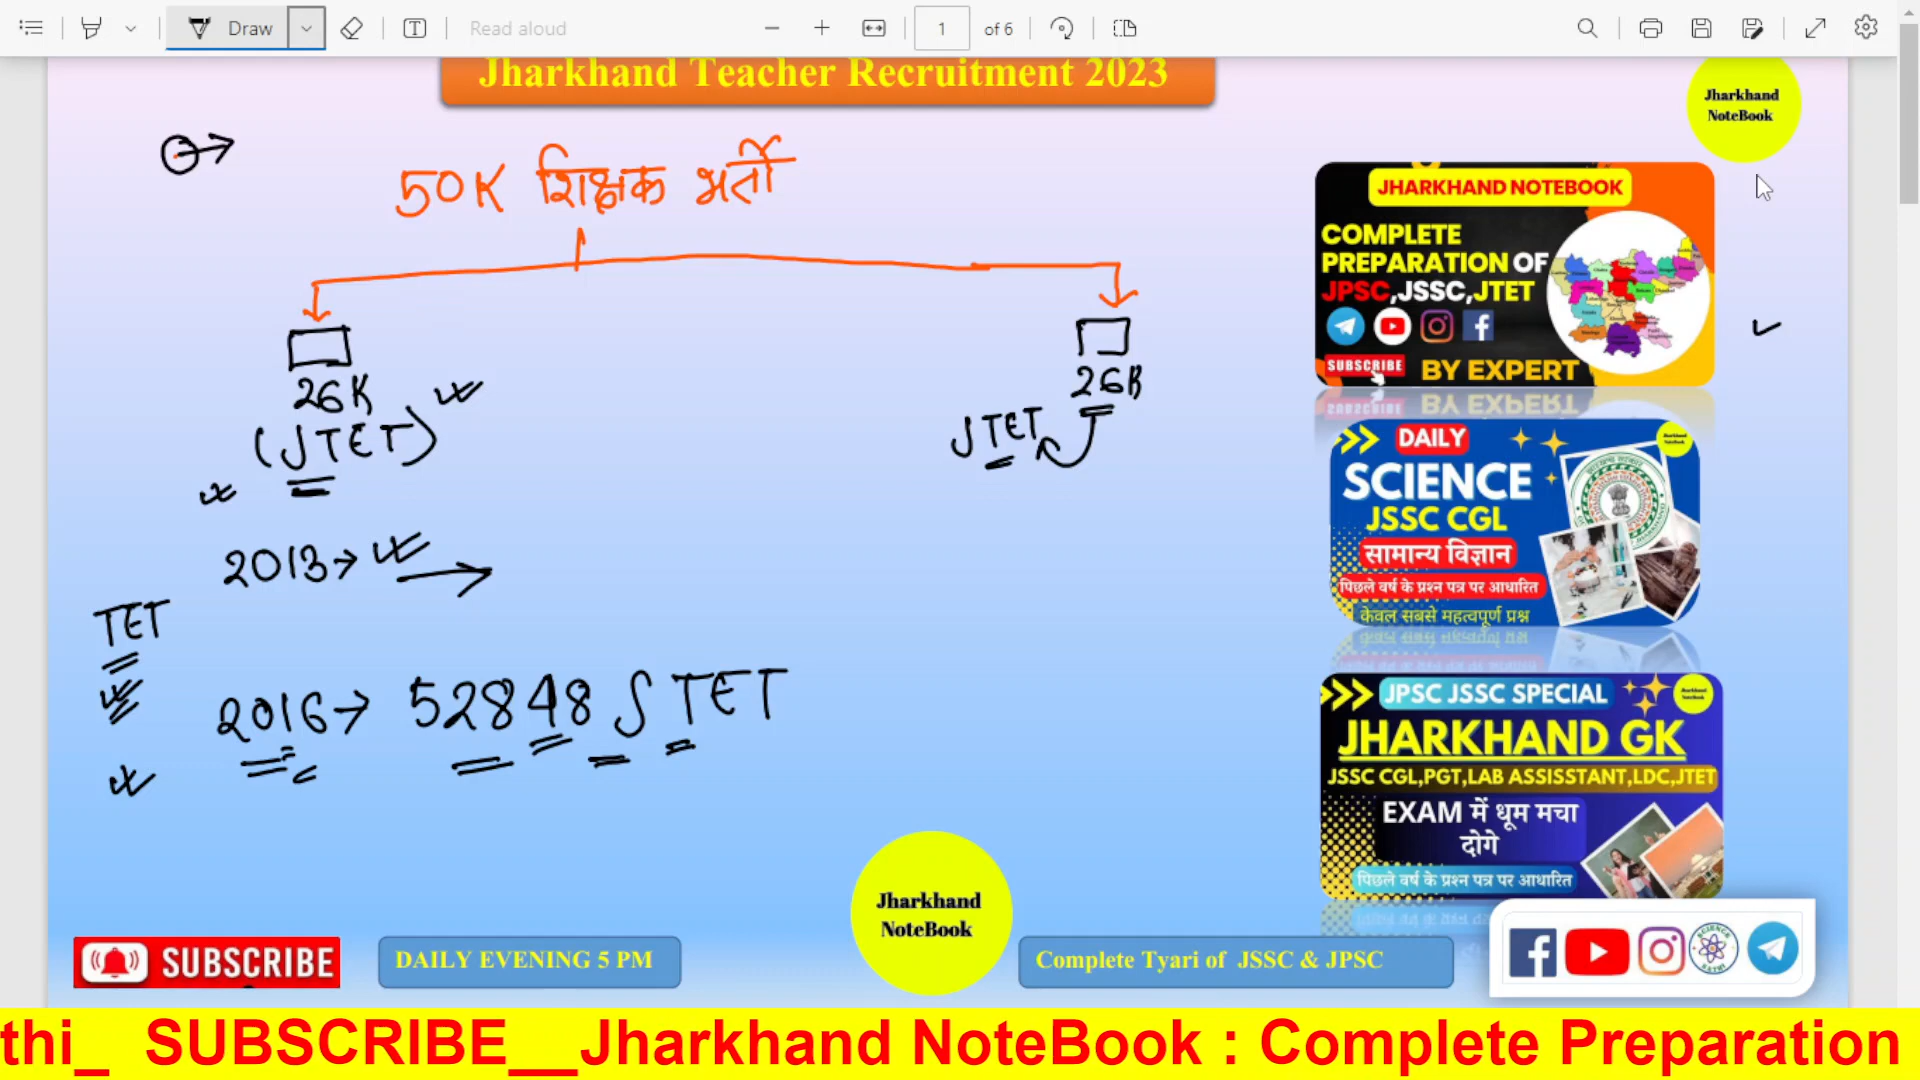 Draw
Read aloud
1
of 6
Jharkhand Teacher Recruitment 2023
Jharkhand
NoteBook
50K शिक्षक भर्ती
26K
(JTET)
26K
JTET
2013
TET
2016 → 52848 JTET
JHARKHAND NOTEBOOK
COMPLETE
PREPARATION OF
JPSC,JSSC,JTET
SUBSCRIBE
BY EXPERT
DAILY
SCIENCE
JSSC CGL
सामान्य विज्ञान
पिछले वर्ष के प्रश्न पत्र पर आधारित
केवल सबसे महत्वपूर्ण प्रश्न
JPSC JSSC SPECIAL
JHARKHAND GK
JSSC CGL,PGT,LAB ASSISSTANT,LDC,JTET
EXAM में धूम मचा
दोगे
पिछले वर्ष के प्रश्न पत्र पर आधारित
Jharkhand
NoteBook
SUBSCRIBE
DAILY EVENING 5 PM
Complete Tyari of JSSC & JPSC
thi_ SUBSCRIBE__Jharkhand NoteBook : Complete Preparation